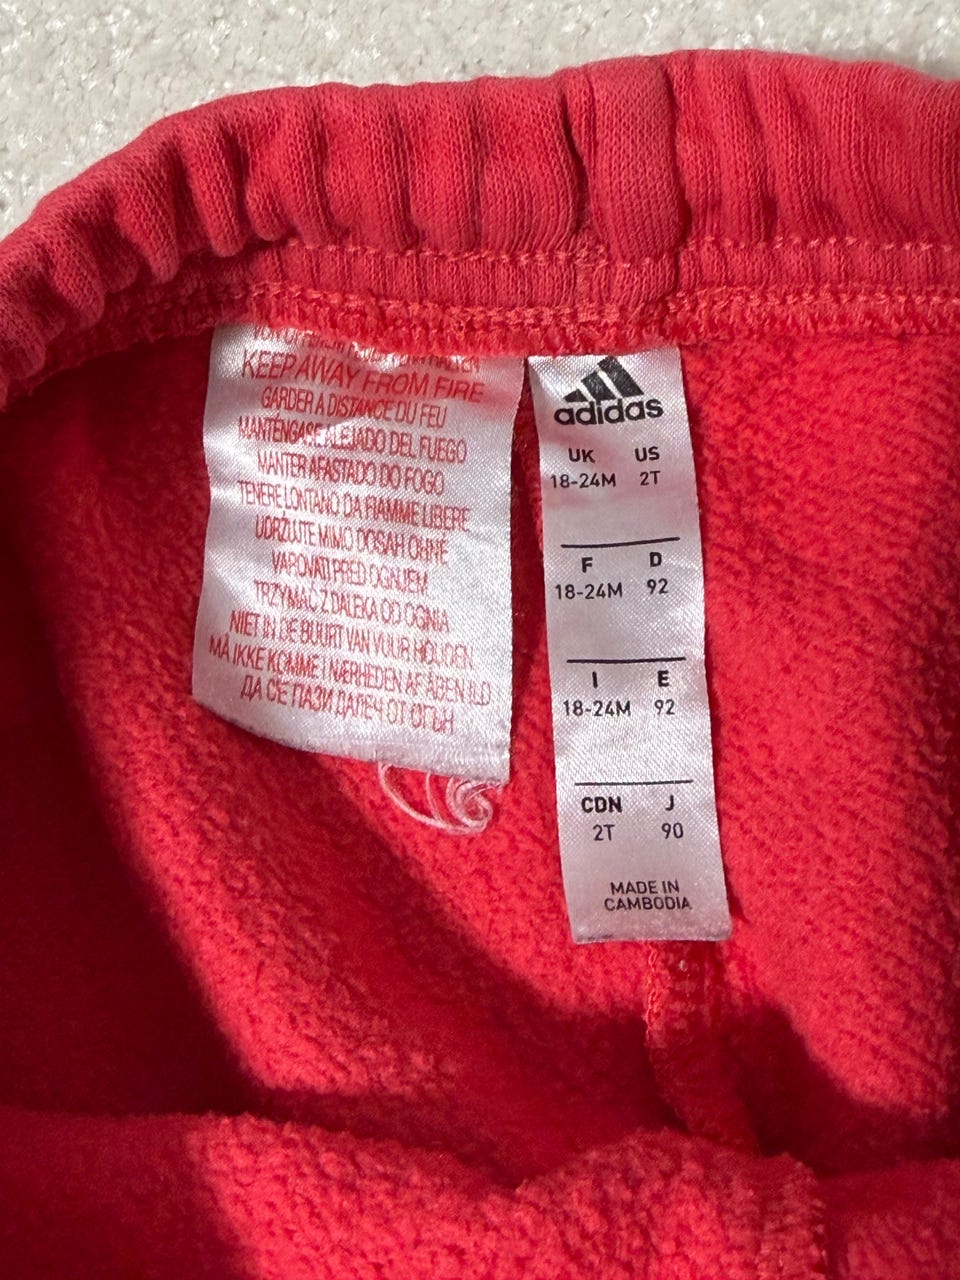 KEEP AWAY FROM FIRE
GARDER A DISTANCE DU FEU
MANTÉNGASE ALEJADO DEL FUEGO
MANTER AFASTADO DO FOGO
TENERE LONTANO DA FIAMME LIBERE
UDRŽUJTE MIMO DOSAH OHNĚ
VAROVATI PRED OGNJEM
TRZYMAĆ Z DALEKA OD OGNIA
NIET IN DE BUURT VAN VUUR HOUDEN
MÅ IKKE KOMME I NÆRHEDEN AF ÅBEN ILD
ДА СЕ ПАЗИ ДАЛЕЧ ОТ ОГЪН
adidas
UK US
18-24M 2T
F D
18-24M 92
I E
18-24M 92
CDN J
2T 90
MADE IN
CAMBODIA